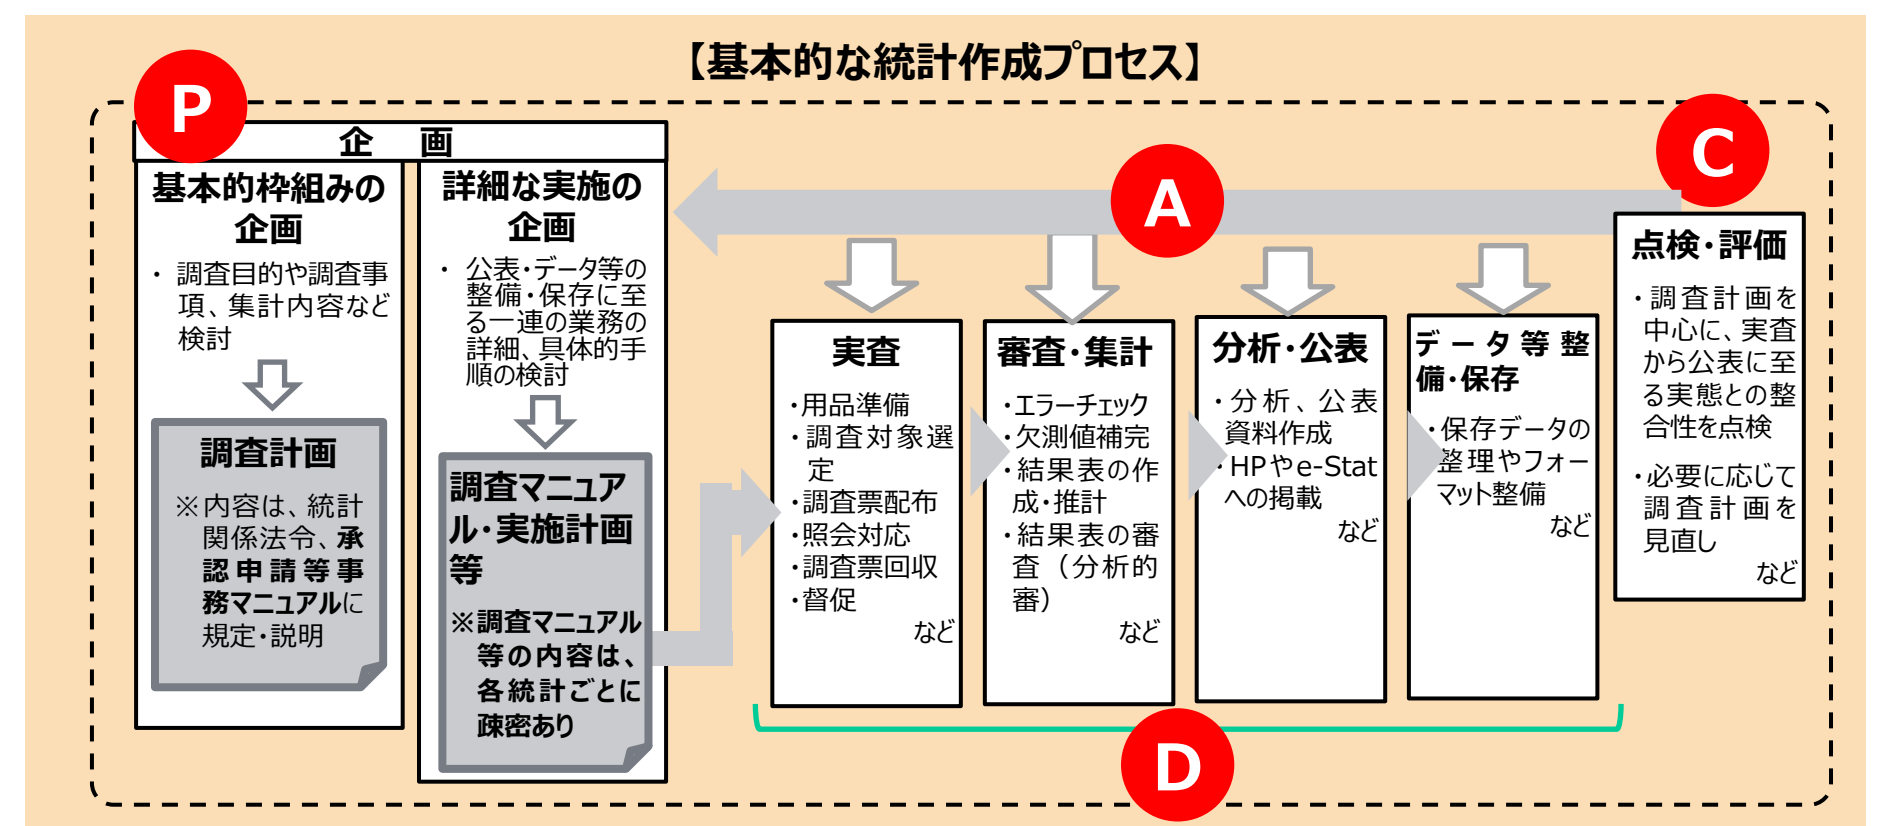 【基本的な統計作成プロセス】
P
企 画
基本的枠組みの
企画
・ 調査目的や調査事
項、集計内容など
検討
調査計画
※内容は、統計
関係法令、承
認申請等事
務マニュアルに
規定・説明
詳細な実施の
企画
・ 公表・データ等の
整備・保存に至
る一連の業務の
詳細、具体的手
順の検討
調査マニュア
ル・実施計画
等
※調査マニュアル
等の内容は、
各統計ごとに
疎密あり
A
実査
・用品準備
・調査対象選
定
・調査票配布
・照会対応
・調査票回収
・督促
など
審査・集計
・エラーチェック
・欠測値補完
・結果表の作
成・推計
・結果表の審
査（分析的
審）
など
分析・公表
・分析、公表
資料作成
・HPやe-Stat
への掲載
など
データ等整
備・保存
・保存データの
整理やフォー
マット整備
など
D
C
点検・評価
・調査計画を
中心に、実査
から公表に至
る実態との整
合性を点検
・必要に応じて
調査計画を
見直し
など